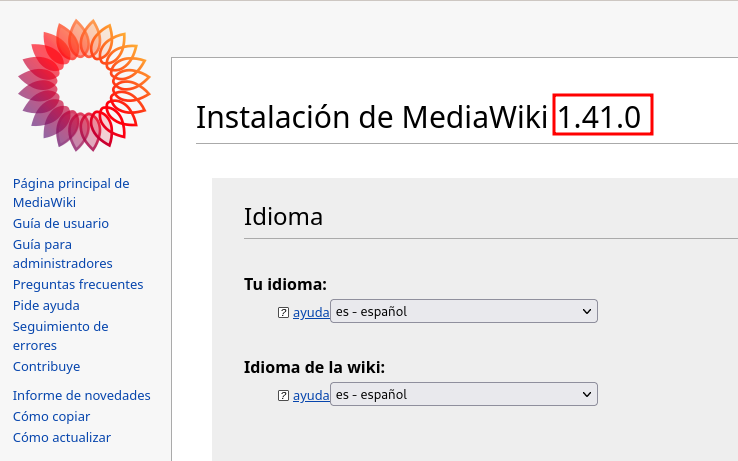 Instalación de MediaWiki 1.41.0
Página principal de
MediaWiki
Guía de usuario
Guía para
administradores
Preguntas frecuentes
Pide ayuda
Seguimiento de
errores
Contribuye
Informe de novedades
Cómo copiar
Cómo actualizar
Idioma
Tu idioma:
? ayuda es - español
Idioma de la wiki:
? ayuda es - español